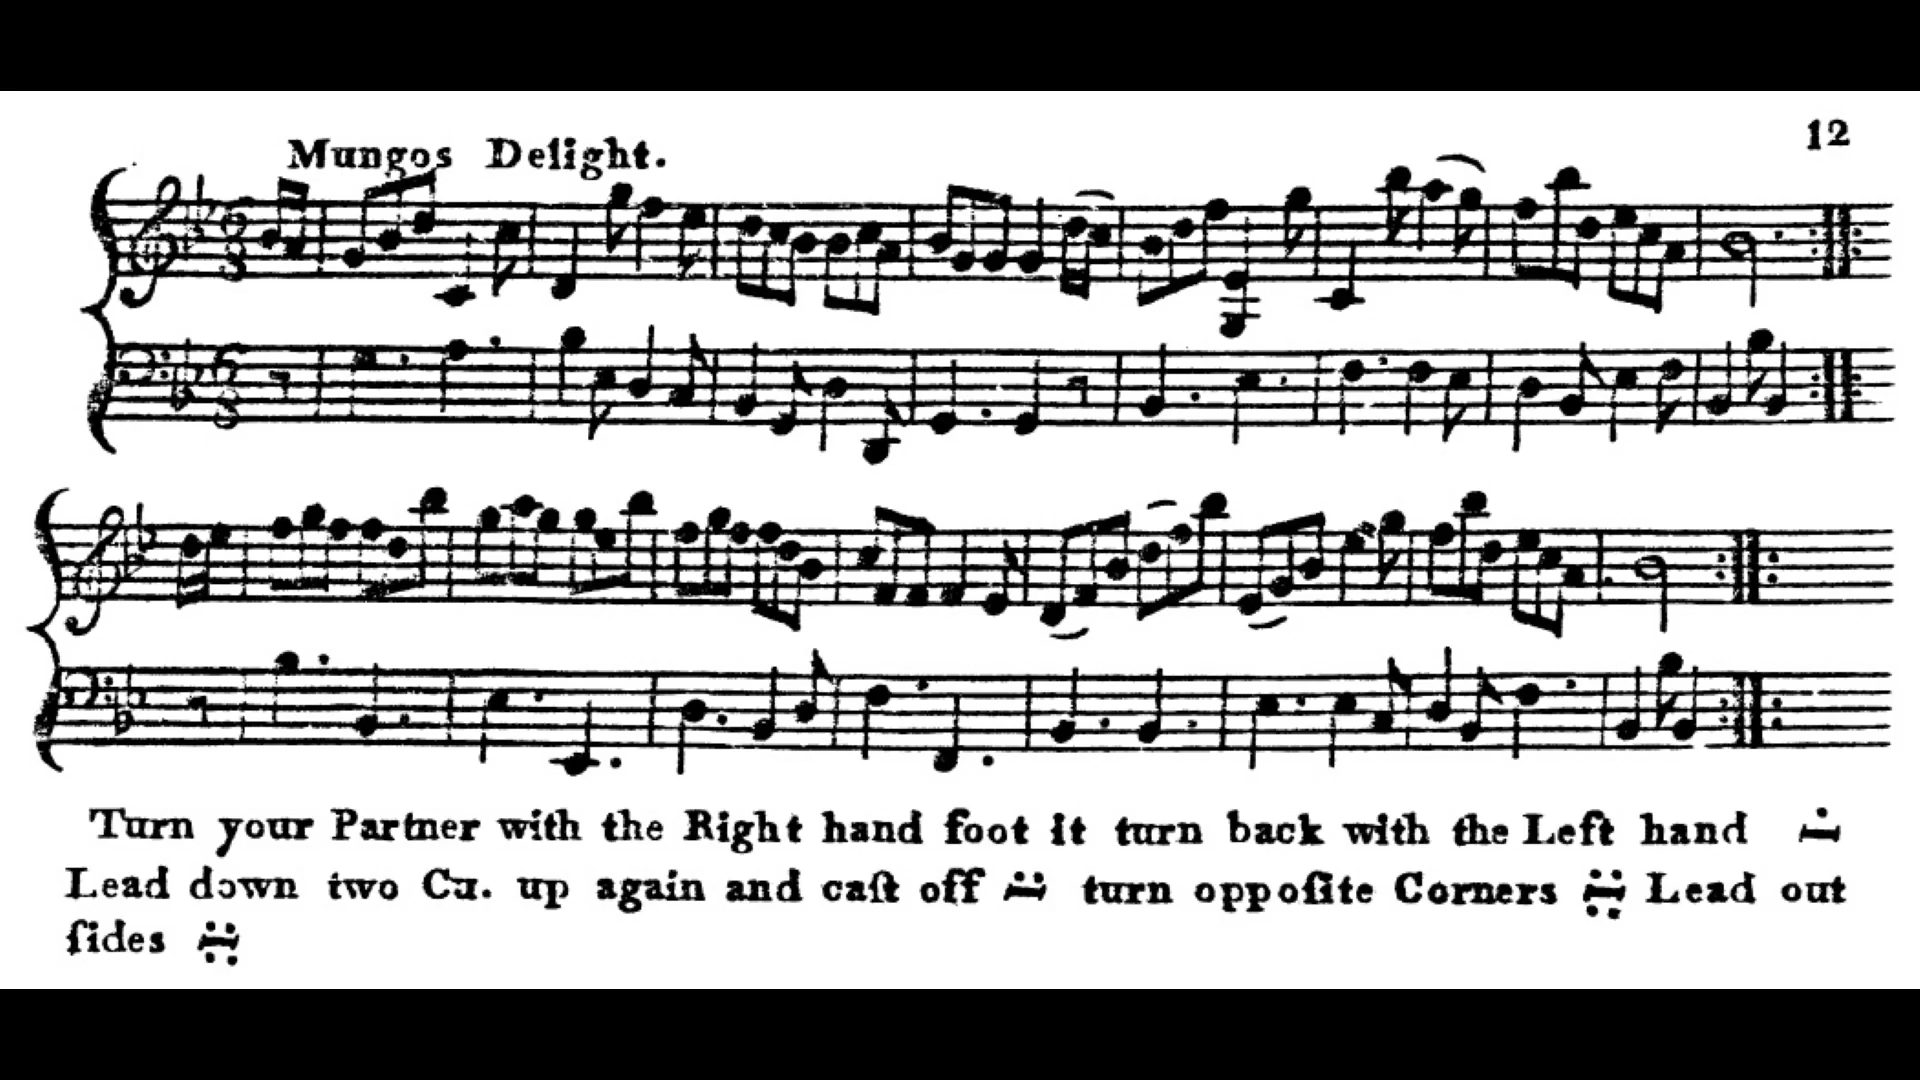 12
Mungos Delight.
Turn your Partner with the Right hand foot it turn back with the Left hand
Lead down two Cu. up again and caſt off turn oppoſite Corners Lead out
ſides